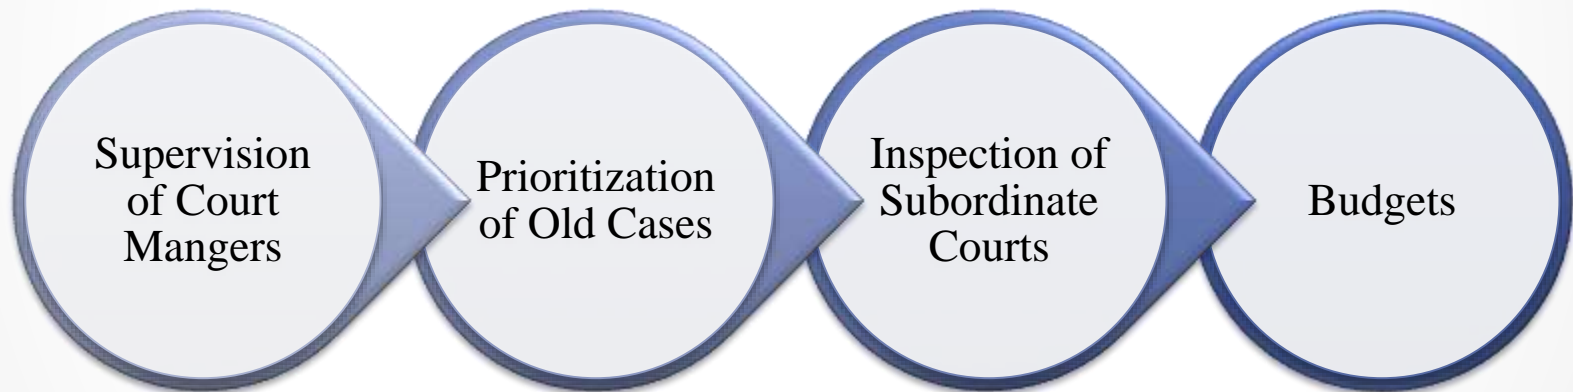 Supervision
of Court
Mangers
Prioritization
of Old Cases
Inspection of
Subordinate
Courts
Budgets